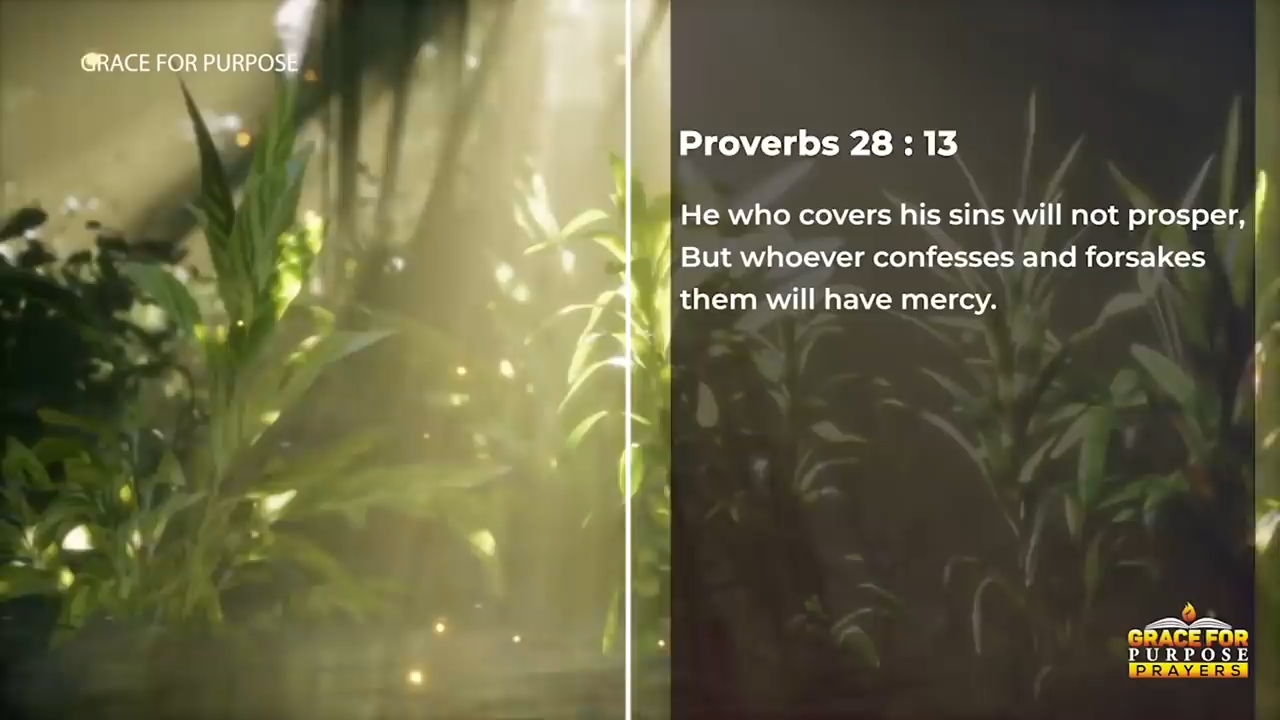 GRACE FOR PURPOSE
Proverbs 28 : 13
He who covers his sins will not prosper,
But whoever confesses and forsakes
them will have mercy.
GRACE FOR
PURPOSE
PRAYERS